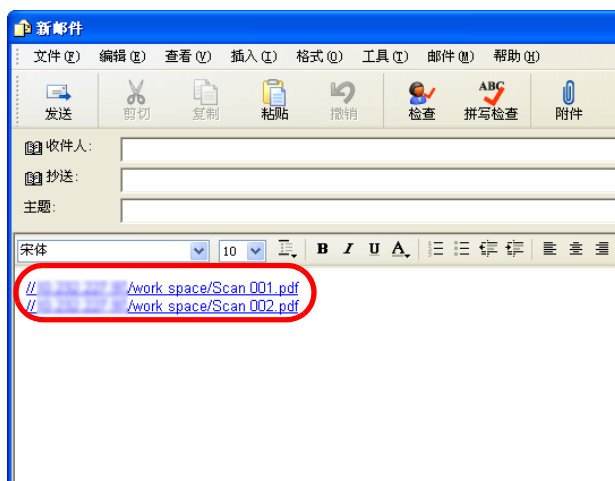 新邮件
文件(F) 编辑(E) 查看(V) 插入(I) 格式(O) 工具(T) 邮件(M) 帮助(H)
发送 剪切 复制 粘贴 撤销 检查 拼写检查 附件
收件人:
抄送:
主题:
宋体 10 B I U A
// /work space/Scan 001.pdf
// /work space/Scan 002.pdf